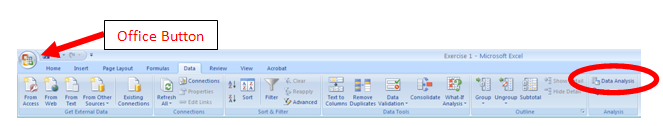 Office Button
Exercise 1 - Microsoft Excel
Home Insert Page Layout Formulas Data Review View Acrobat
From Access
From Web
From Text
From Other Sources
Existing Connections
Get External Data
Refresh All
Connections
Properties
Edit Links
Connections
Sort
Filter
Clear
Reapply
Advanced
Sort & Filter
Text to Columns
Remove Duplicates
Data Validation
Consolidate
What-If Analysis
Data Tools
Group
Ungroup
Subtotal
Hide Detail
Outline
Data Analysis
Analysis